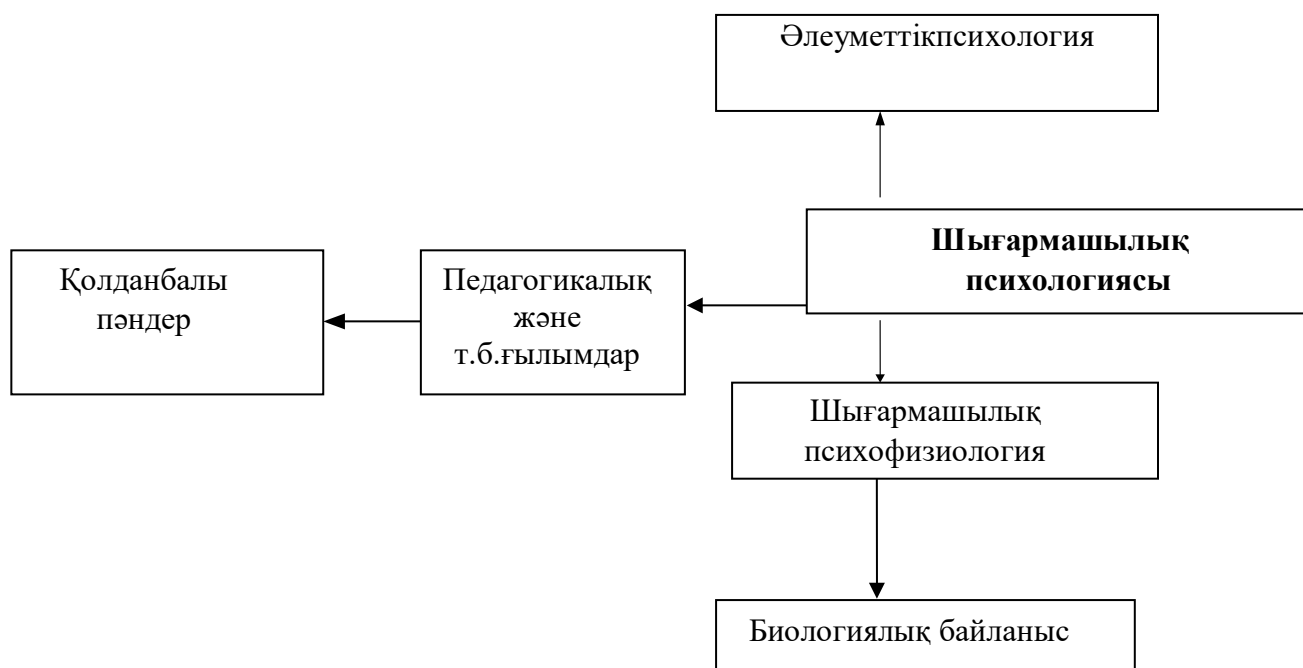 Әлеуметтікпсихология
Шығармашылық
психологиясы
Қолданбалы
пәндер
Педагогикалық
және
т.б.ғылымдар
Шығармашылық
психофизиология
Биологиялық байланыс